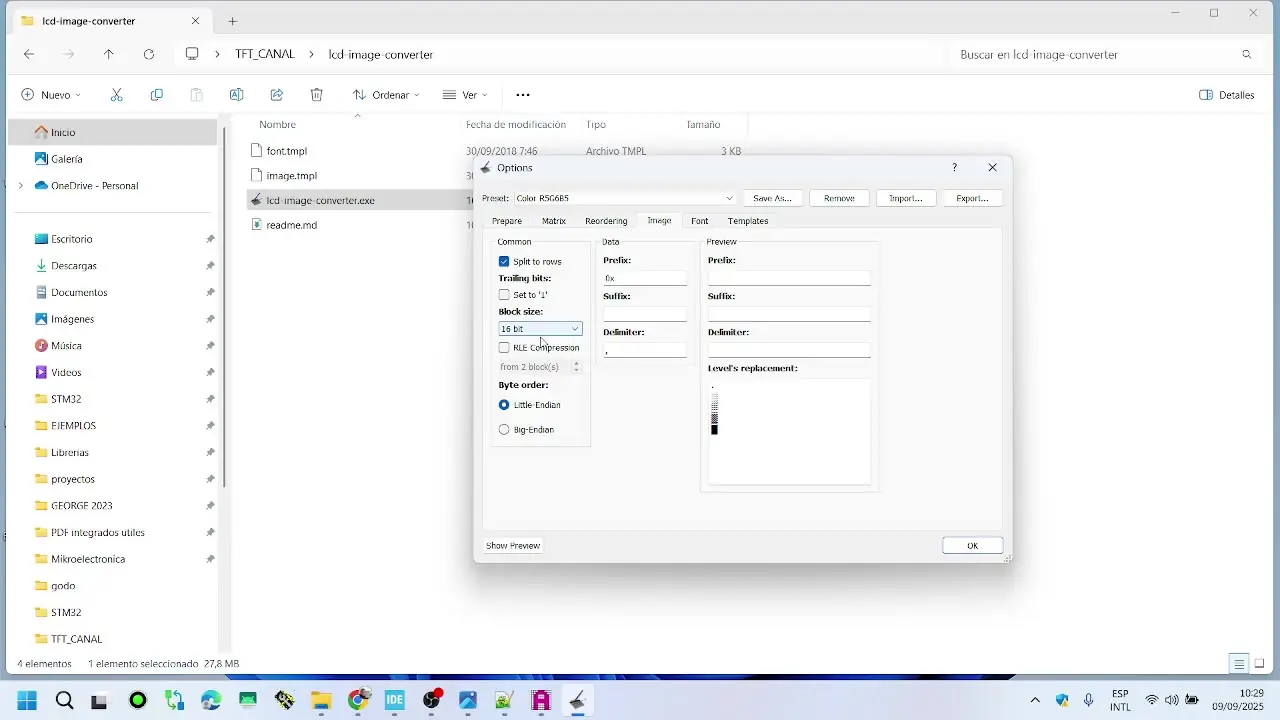 lcd-image-converter
TFT_CANAL
lcd-image-converter
Buscar en lcd-image-converter
Nuevo
Ordenar
Ver
Detalles
Nombre
Fecha de modificación
Tipo
Tamaño
Inicio
Galería
OneDrive - Personal
Escritorio
Descargas
Documentos
Imágenes
Música
Videos
STM32
EJEMPLOS
Librerias
proyectos
GEORGE 2023
PDF integrados utiles
Mikroelectronica
godo
STM32
TFT_CANAL
font.tmpl
30/09/2018 7:46
Archivo TMPL
3 KB
image.tmpl
lcd-image-converter.exe
readme.md
Options
Preset:
Color R5G6B5
Save As...
Remove
Import...
Export...
Prepare
Matrix
Reordering
Image
Font
Templates
Common
Split to rows
Trailing bits:
Set to '1'
Block size:
16 bit
RLE Compression
from 2 block(s)
Byte order:
Little-Endian
Big-Endian
Data
Prefix:
0x
Suffix:
Delimiter:
,
Preview
Prefix:
Suffix:
Delimiter:
Level's replacement:
Show Preview
OK
4 elementos
1 elemento seleccionado 27,8 MB
IDE
ESP
INTL
10:29
09/09/2025